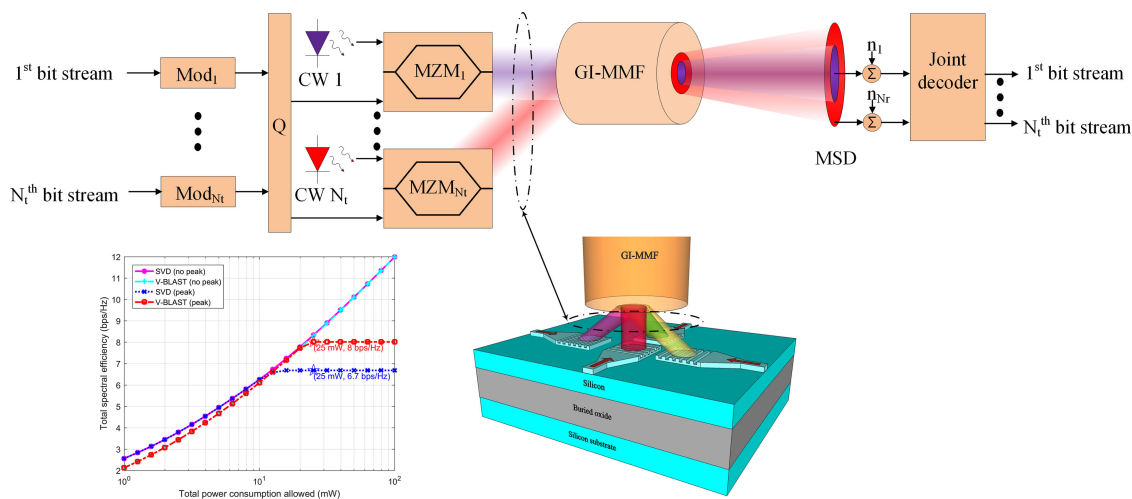 1st bit stream
Mod1
Ntth bit stream
ModNt
Q
CW 1
CW Nt
MZM1
MZMNt
GI-MMF
MSD
n1
Σ
nNr
Σ
Joint
decoder
1st bit stream
Ntth bit stream
Total spectral efficiency (bps/Hz)
12
11
10
9
8
7
6
5
4
3
2
SVD (no peak)
V-BLAST (no peak)
SVD (peak)
V-BLAST (peak)
(25 mW, 8 bps/Hz)
(25 mW, 6.7 bps/Hz)
10^0
10^1
10^2
Total power consumption allowed (mW)
GI-MMF
Silicon
Buried oxide
Silicon substrate